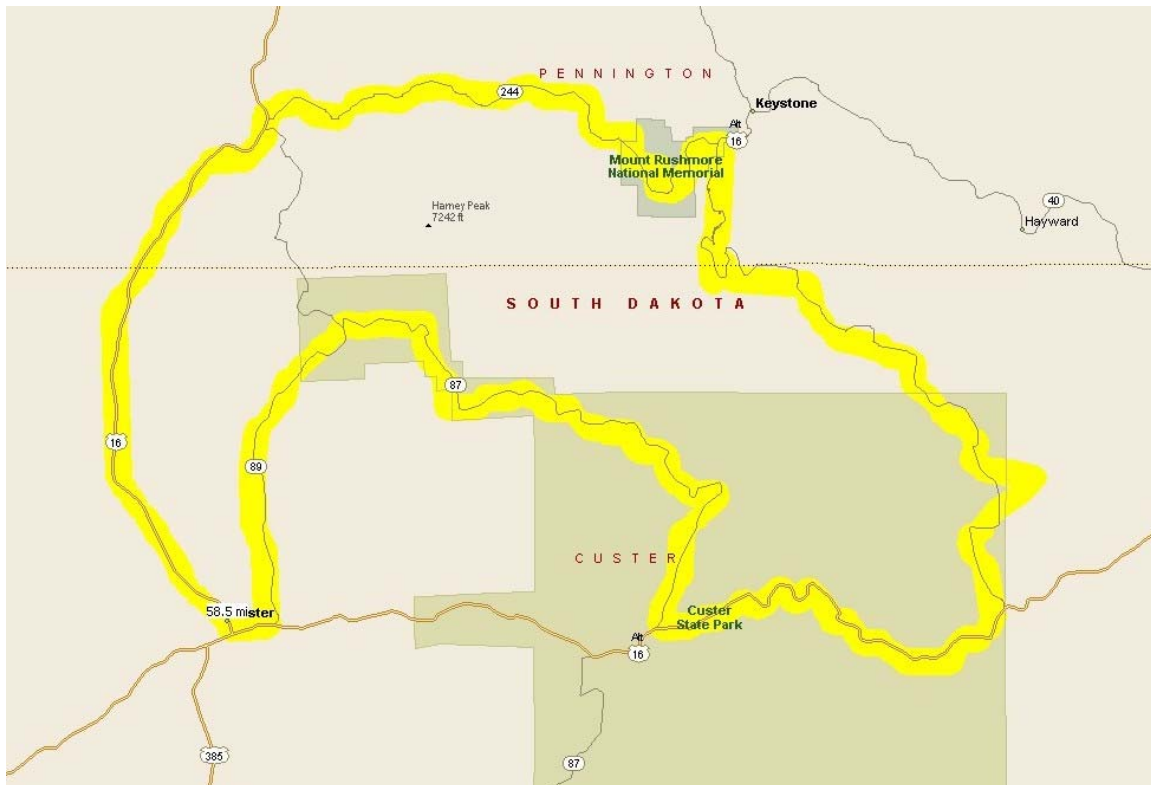 PENNINGTON
244
Keystone
Alt
16
Mount Rushmore
National Memorial
Harney Peak
7242 ft
40
Hayward
SOUTH DAKOTA
87
16
89
CUSTER
58.5 mi
ster
Custer
State Park
Alt
16
385
87